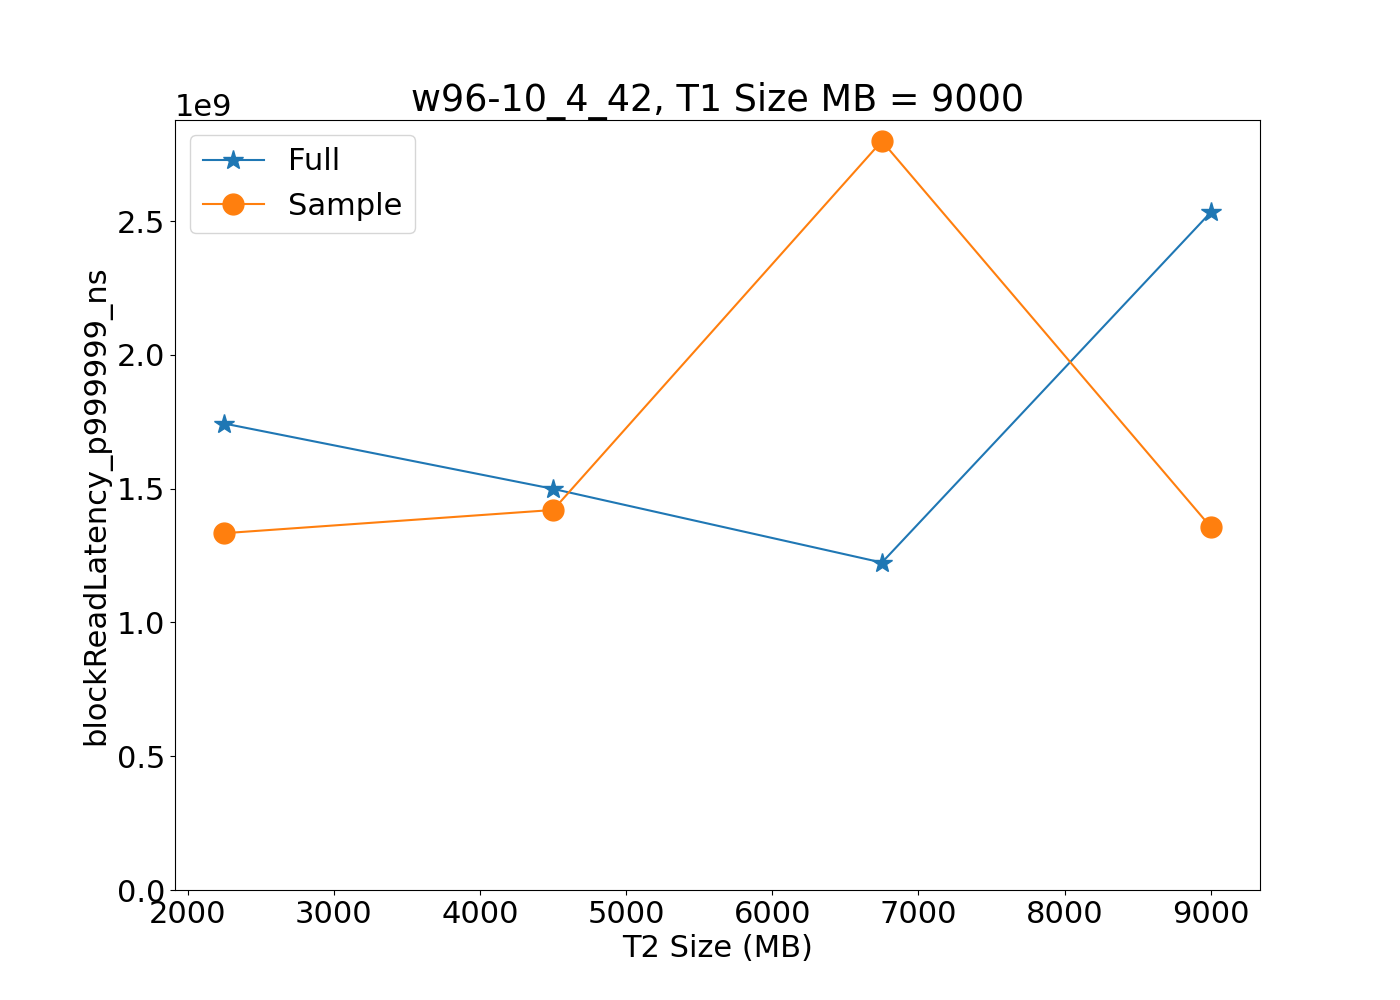 w96-10_4_42, T1 Size MB = 9000
1e9
Full
Sample
2.5
2.0
1.5
1.0
0.5
0.0
blockReadLatency_p999999_ns
2000 3000 4000 5000 6000 7000 8000 9000
T2 Size (MB)